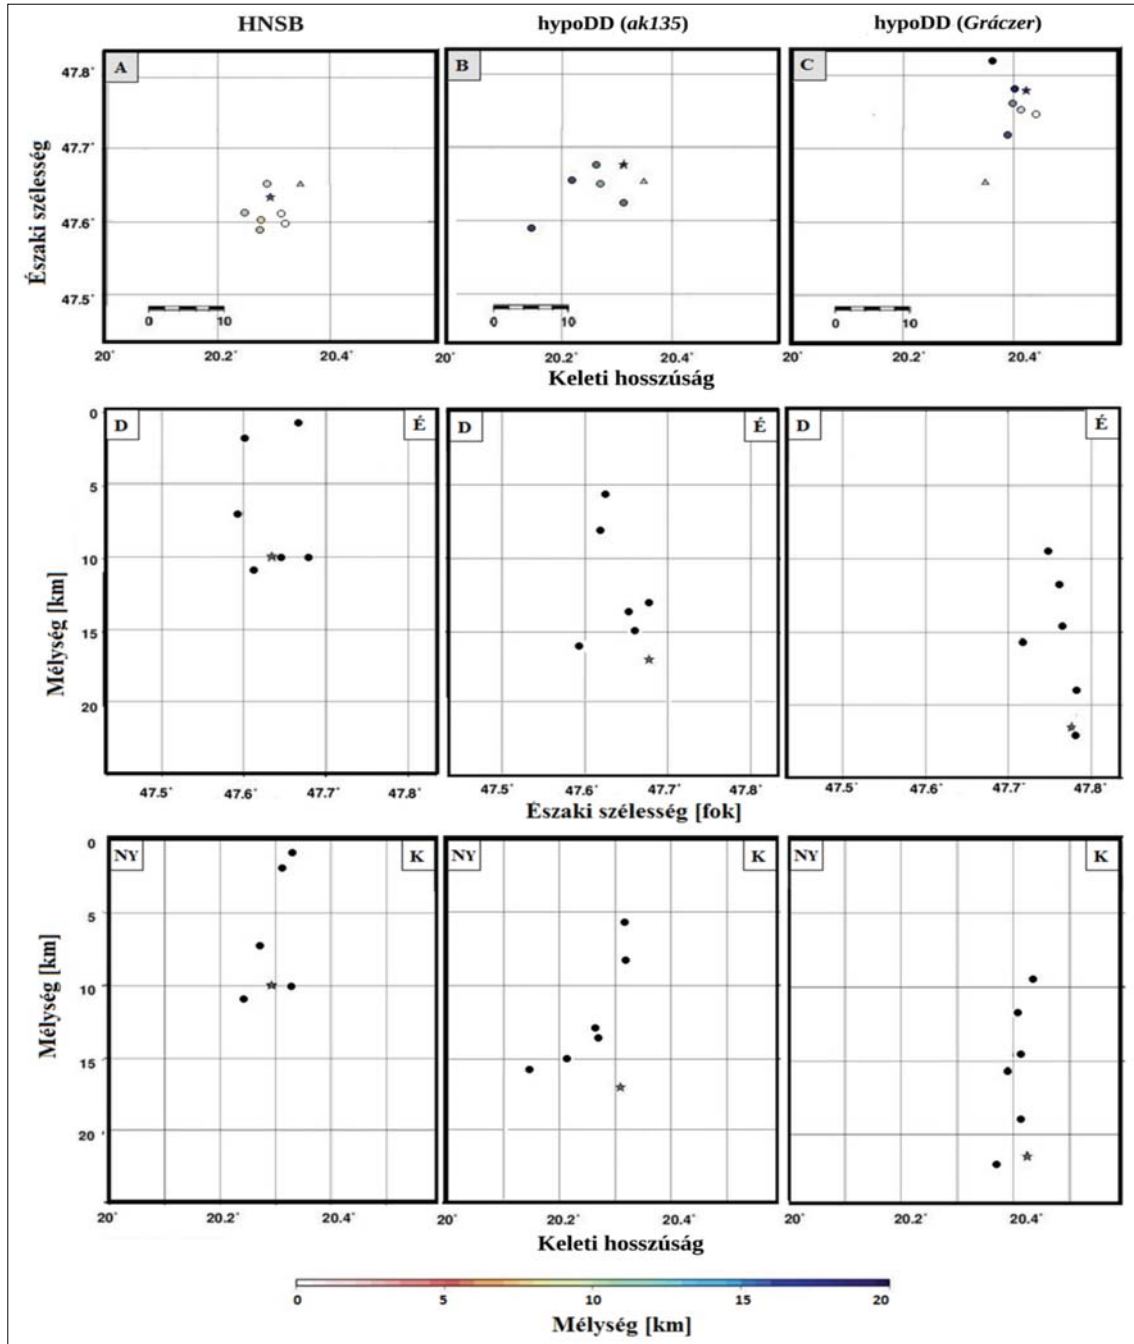 HNSB
hypoDD (ak135)
hypoDD (Gráczer)
A
B
C
47.8°
47.7°
47.6°
47.5°
Északi szélesség
0 10
0 10
0 10
20° 20.2° 20.4°
20° 20.2° 20.4°
20° 20.2° 20.4°
Keleti hosszúság
D É
D É
D É
0
5
10
15
20
Mélység [km]
47.5° 47.6° 47.7° 47.8°
47.5° 47.6° 47.7° 47.8°
47.5° 47.6° 47.7° 47.8°
Északi szélesség [fok]
NY K
NY K
NY K
0
5
10
15
20
Mélység [km]
20° 20.2° 20.4°
20° 20.2° 20.4°
20° 20.2° 20.4°
Keleti hosszúság
0 5 10 15 20
Mélység [km]